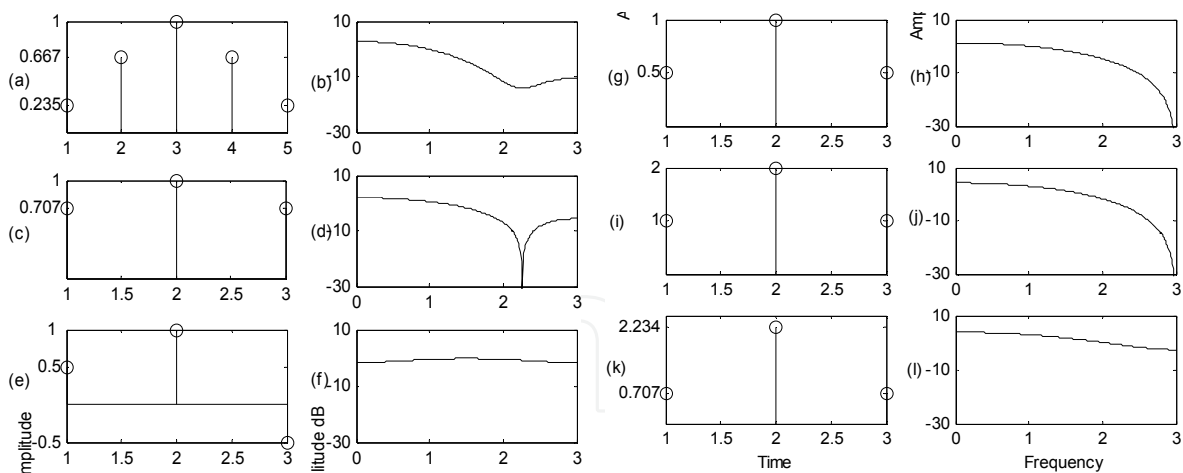 (a)
1
0.667
0.235
1 2 3 4 5
(b)
10
-10
-30
0 1 2 3
(g)
1
0.5
1 1.5 2 2.5 3
(h)
10
-10
-30
0 1 2 3
(c)
1
0.707
1 1.5 2 2.5 3
(d)
10
-10
-30
0 1 2 3
(i)
2
1
1 1.5 2 2.5 3
(j)
10
-10
-30
0 1 2 3
(e)
1
0.5
-0.5
1 1.5 2 2.5 3
mplitude
(f)
10
-10
-30
0 1 2 3
litude dB
(k)
2.234
0.707
1 1.5 2 2.5 3
Time
(l)
10
-10
-30
0 1 2 3
Frequency